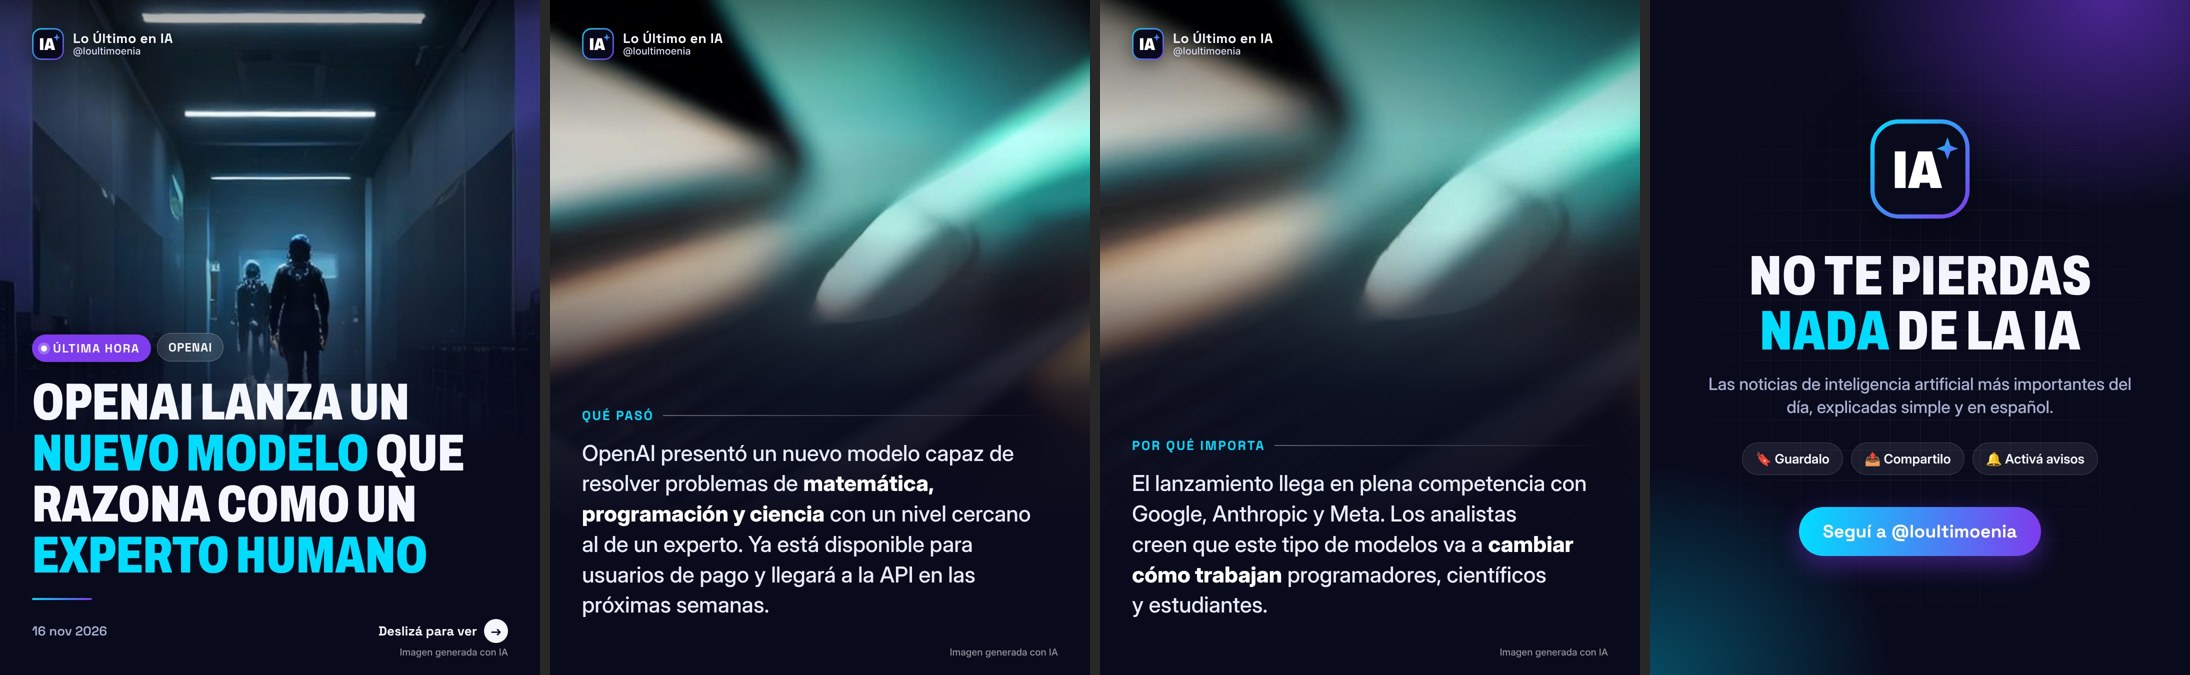 IA
Lo Último en IA
@loultimoenia
ÚLTIMA HORA
OPENAI
OPENAI LANZA UN
NUEVO MODELO QUE
RAZONA COMO UN
EXPERTO HUMANO
16 nov 2026
Deslizá para ver →
Imagen generada con IA
IA
Lo Último en IA
@loultimoenia
QUÉ PASÓ
OpenAI presentó un nuevo modelo capaz de
resolver problemas de matemática,
programación y ciencia con un nivel cercano
al de un experto. Ya está disponible para
usuarios de pago y llegará a la API en las
próximas semanas.
Imagen generada con IA
IA
Lo Último en IA
@loultimoenia
POR QUÉ IMPORTA
El lanzamiento llega en plena competencia con
Google, Anthropic y Meta. Los analistas
creen que este tipo de modelos va a cambiar
cómo trabajan programadores, científicos
y estudiantes.
Imagen generada con IA
IA
NO TE PIERDAS
NADA DE LA IA
Las noticias de inteligencia artificial más importantes del
día, explicadas simple y en español.
🔖 Guardalo
📤 Compartilo
🔔 Activá avisos
Seguí a @loultimoenia